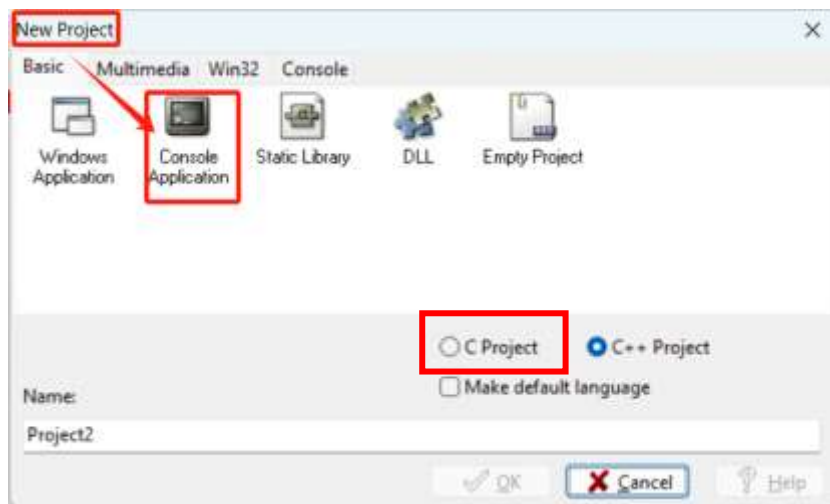 New Project
Basic Multimedia Win32 Console
Windows Application
Console Application
Static Library
DLL
Empty Project
C Project
C++ Project
Make default language
Name:
Project2
OK
Cancel
Help